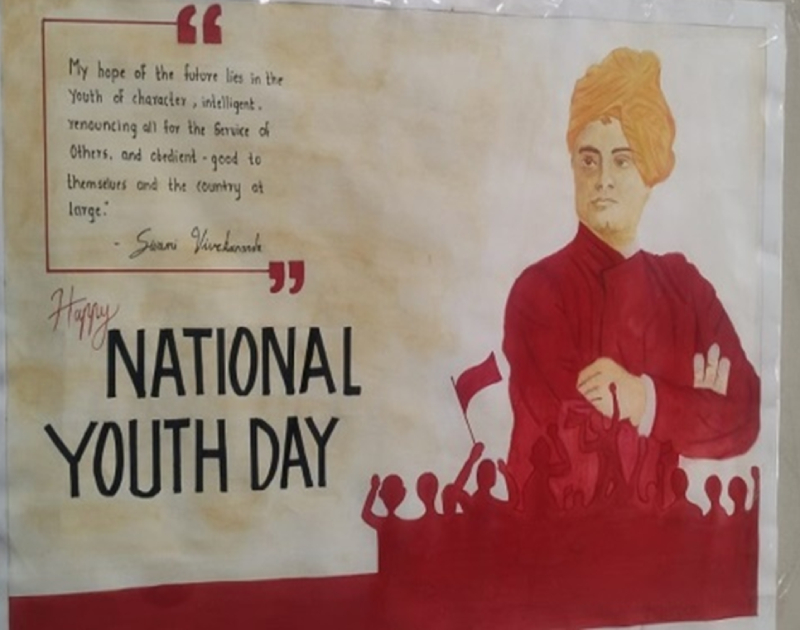 “
My hope of the future lies in the
Youth of character, intelligent.
renouncing all for the Service of
Others. and obedient - good to
themselves and the country at
large."
- Swami Vivekananda
”
Happy
NATIONAL
YOUTH DAY